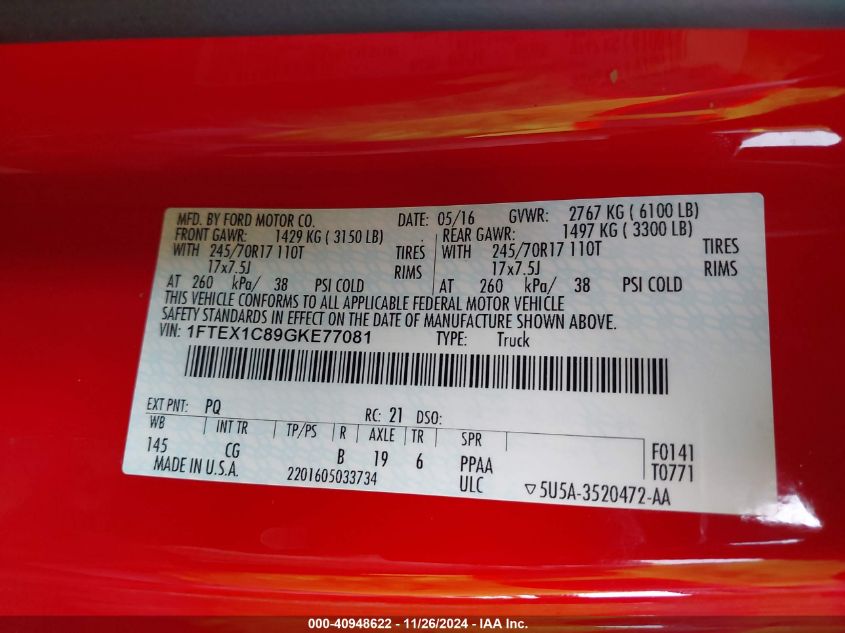 MFD. BY FORD MOTOR CO. DATE: 05/16 GVWR: 2767 KG ( 6100 LB)
FRONT GAWR: 1429 KG ( 3150 LB) REAR GAWR: 1497 KG ( 3300 LB)
WITH 245/70R17 110T TIRES WITH 245/70R17 110T TIRES
17x7.5J RIMS 17x7.5J RIMS
AT 260 kPa/ 38 PSI COLD AT 260 kPa/ 38 PSI COLD
THIS VEHICLE CONFORMS TO ALL APPLICABLE FEDERAL MOTOR VEHICLE
SAFETY STANDARDS IN EFFECT ON THE DATE OF MANUFACTURE SHOWN ABOVE.
VIN: 1FTEX1C89GKE77081 TYPE: Truck
EXT PNT: PQ RC: 21 DSO:
WB INT TR TP/PS R AXLE TR SPR
145 CG B 19 6 PPAA F0141
MADE IN U.S.A. 2201605033734 ULC ▽5U5A-3520472-AA T0771
000-40948622 - 11/26/2024 - IAA Inc.